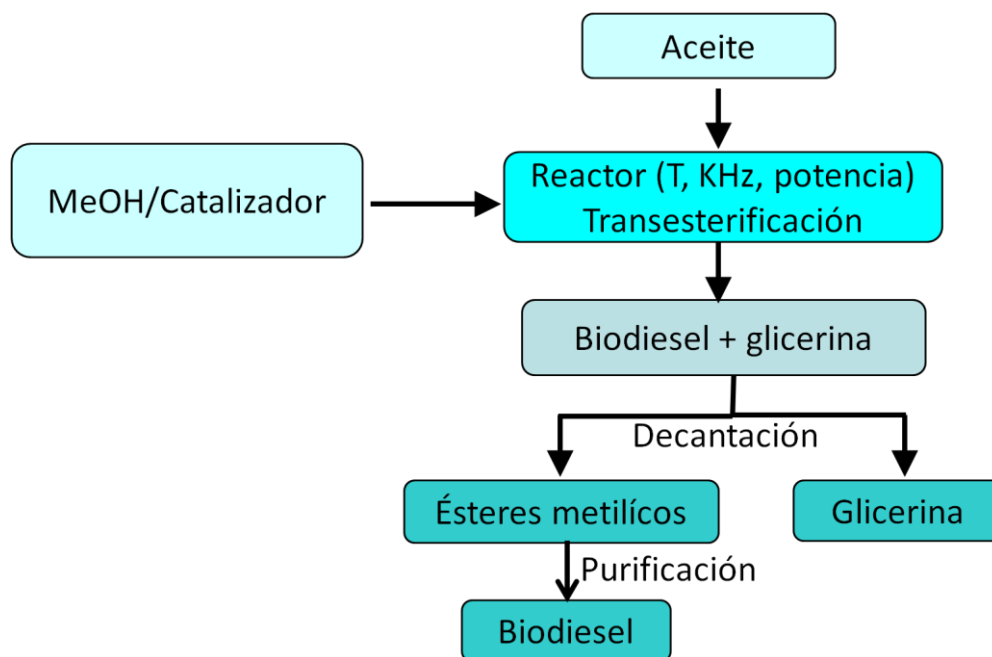 Aceite
MeOH/Catalizador
Reactor (T, KHz, potencia)
Transesterificación
Biodiesel + glicerina
Decantación
Ésteres metilícos
Glicerina
Purificación
Biodiesel